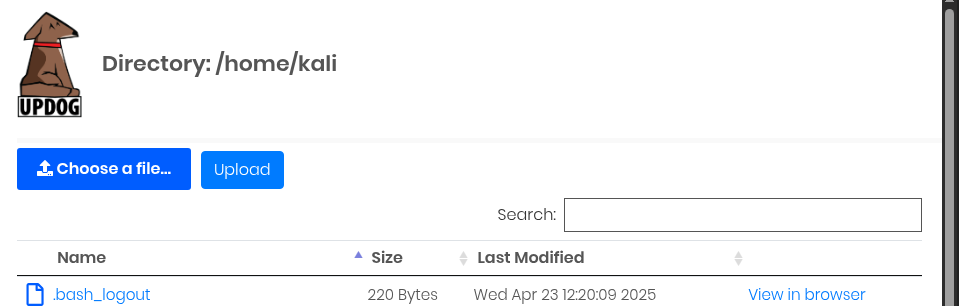 UPDOG
Directory: /home/kali
Choose a file... Upload
Search:
Name Size Last Modified
.bash_logout 220 Bytes Wed Apr 23 12:20:09 2025 View in browser